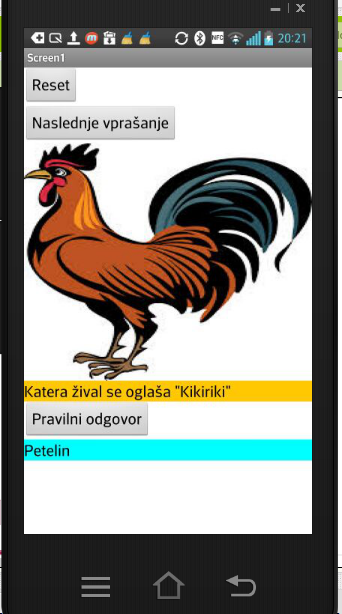 20:21
Screen1
Reset
Naslednje vprašanje
Katera žival se oglaša "Kikiriki"
Pravilni odgovor
Petelin